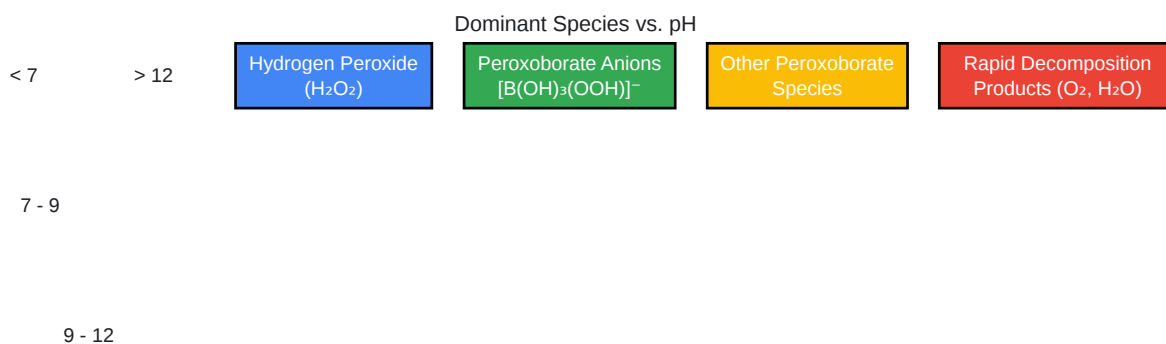 Dominant Species vs. pH
< 7
> 12
Hydrogen Peroxide
(H₂O₂)
Peroxoborate Anions
[B(OH)₃(OOH)]⁻
Other Peroxoborate
Species
Rapid Decomposition
Products (O₂, H₂O)
7 - 9
9 - 12